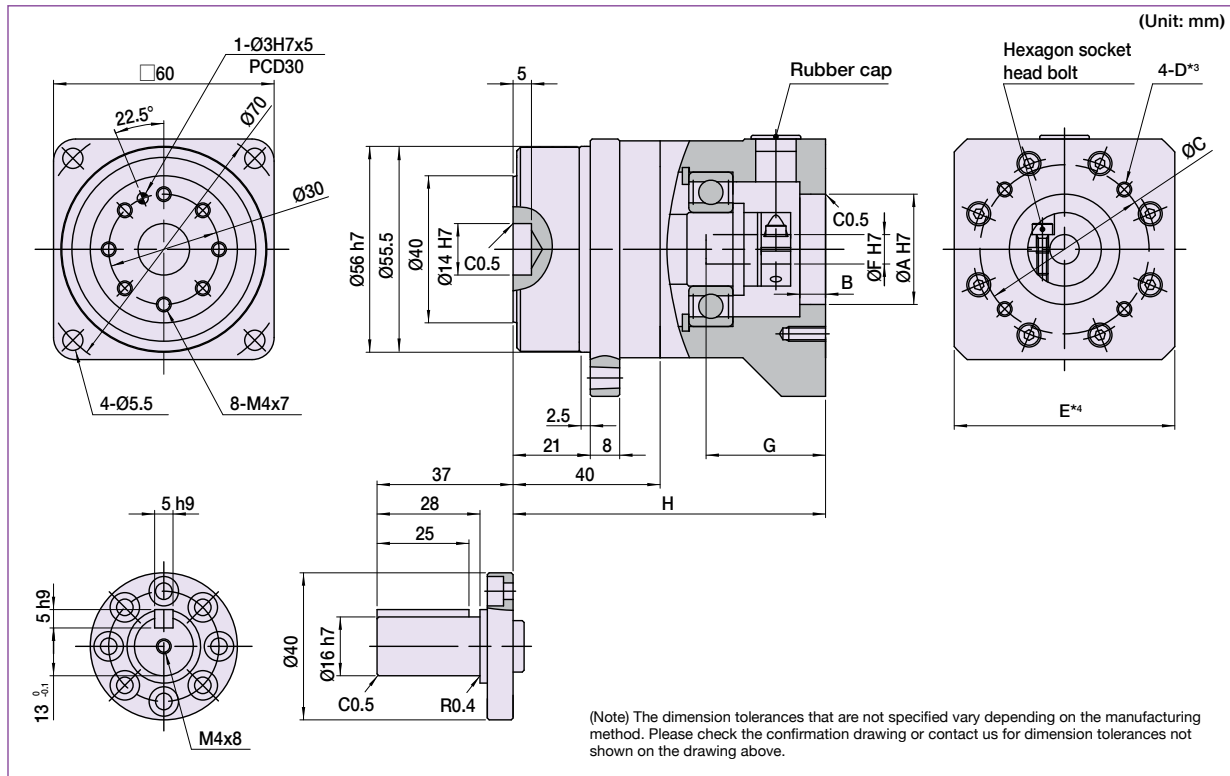 (Unit: mm)
1-Ø3H7x5
PCD30
□60
22.5°
Ø70
Ø30
4-Ø5.5
8-M4x7
5
Rubber cap
Ø56 h7
Ø55.5
Ø40
Ø14 H7
C0.5
C0.5
ØF H7
ØA H7
B
2.5
21
8
G
37
40
H
Hexagon socket
head bolt
4-D*3
ØC
E*4
5 h9
5 h9
13 0 -0.1
M4x8
28
25
Ø40
Ø16 h7
C0.5
R0.4
(Note) The dimension tolerances that are not specified vary depending on the manufacturing
method. Please check the confirmation drawing or contact us for dimension tolerances not
shown on the drawing above.